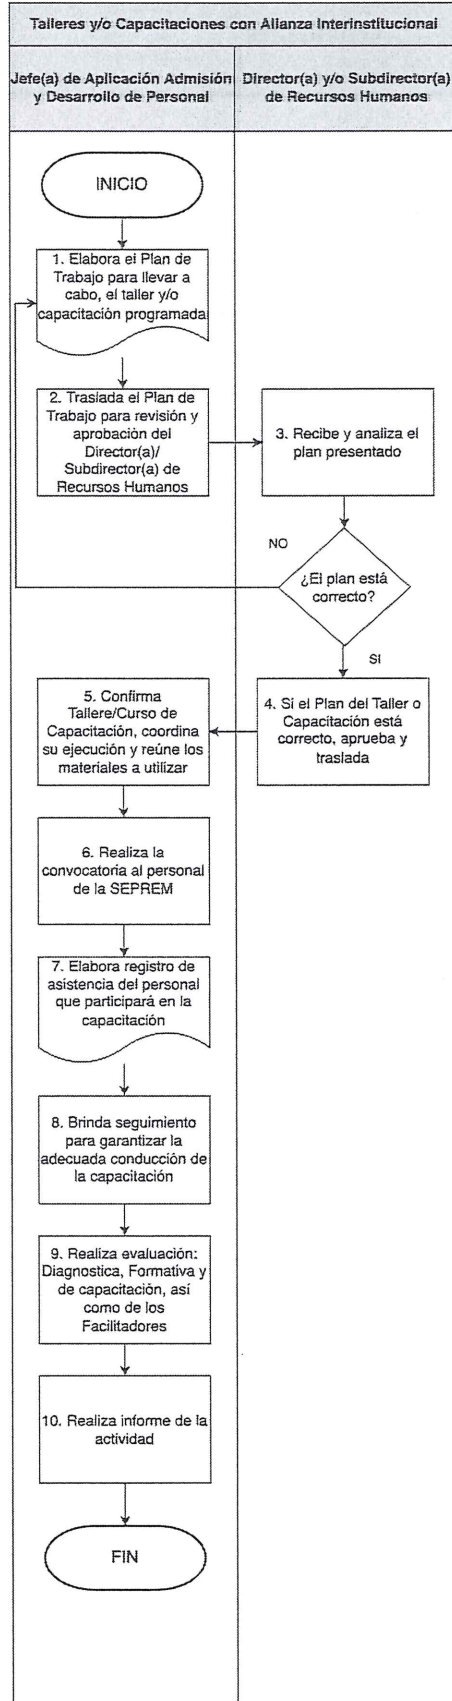 Talleres y/o Capacitaciones con Alianza Interinstitucional
Jefe(a) de Aplicación Admisión
y Desarrollo de Personal
Director(a) y/o Subdirector(a)
de Recursos Humanos
INICIO
1. Elabora el Plan de
Trabajo para llevar a
cabo, el taller y/o
capacitación programada
2. Traslada el Plan de
Trabajo para revisión y
aprobación del
Director(a)/
Subdirector(a) de
Recursos Humanos
3. Recibe y analiza el
plan presentado
NO
¿El plan está
correcto?
SI
4. Si el Plan del Taller o
Capacitación está
correcto, aprueba y
traslada
5. Confirma
Tallere/Curso de
Capacitación, coordina
su ejecución y reúne los
materiales a utilizar
6. Realiza la
convocatoria al personal
de la SEPREM
7. Elabora registro de
asistencia del personal
que participará en la
capacitación
8. Brinda seguimiento
para garantizar la
adecuada conducción de
la capacitación
9. Realiza evaluación:
Diagnostica, Formativa y
de capacitación, así
como de los
Facilitadores
10. Realiza informe de la
actividad
FIN